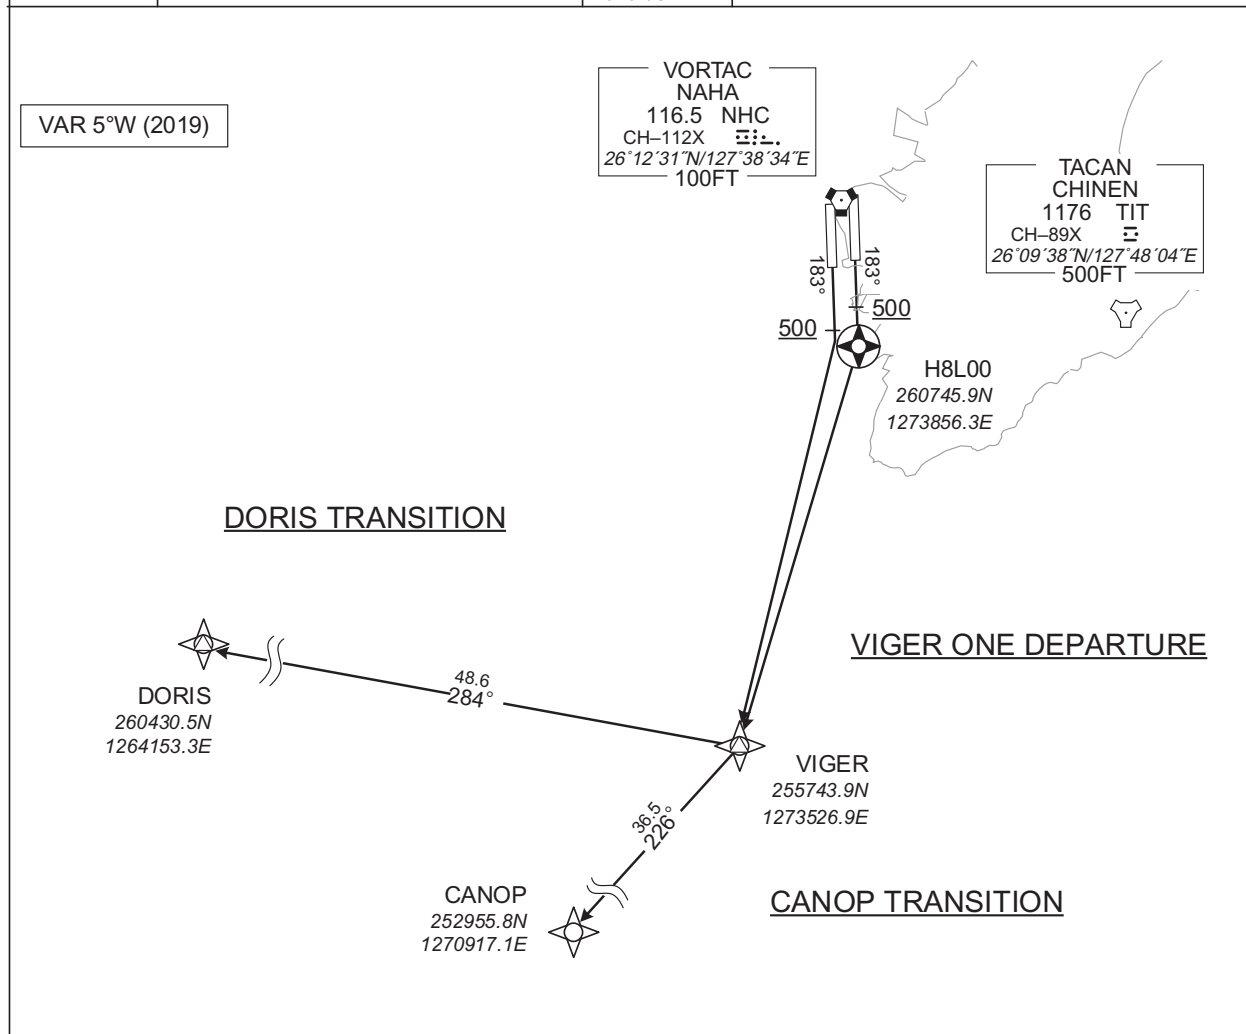 VAR 5°W (2019)
VORTAC
NAHA
116.5 NHC
CH–112X
26°12´31˝N/127°38´34˝E
100FT
TACAN
CHINEN
1176 TIT
CH–89X
26°09´38˝N/127°48´04˝E
500FT
183°
183°
500
500
H8L00
260745.9N
1273856.3E
DORIS TRANSITION
VIGER ONE DEPARTURE
48.6
284°
DORIS
260430.5N
1264153.3E
VIGER
255743.9N
1273526.9E
36.5
226°
CANOP
252955.8N
1270917.1E
CANOP TRANSITION